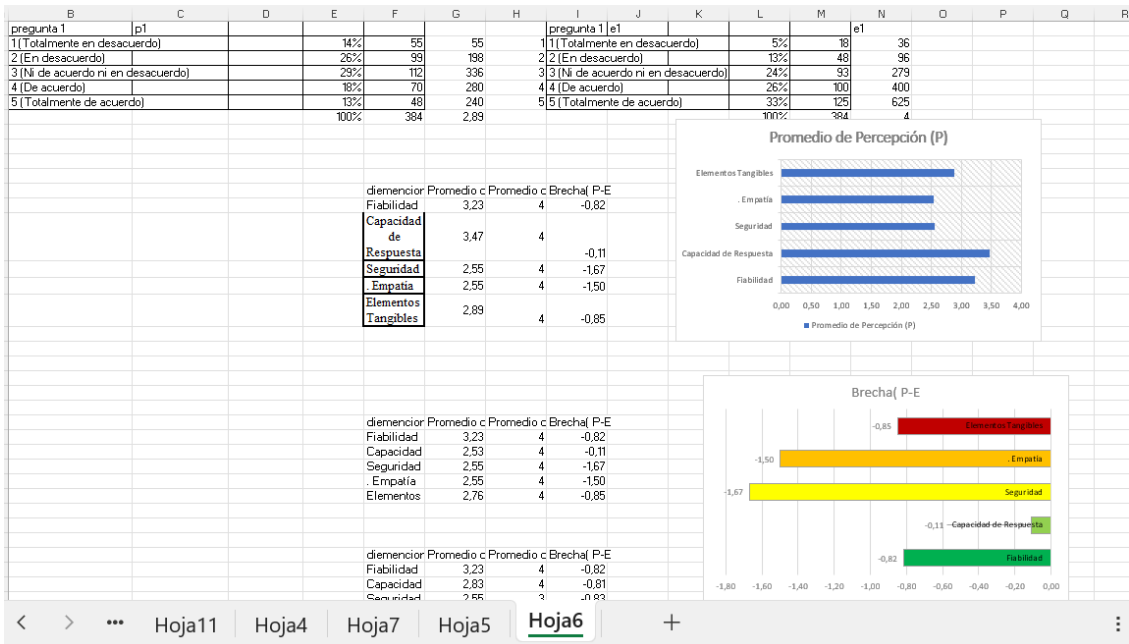 B C D E F G H I J K L M N O P Q R
pregunta 1 p1 pregunta 1 e1 e1
1 (Totalmente en desacuerdo) 14% 55 55 1 1 (Totalmente en desacuerdo) 5% 18 36
2 (En desacuerdo) 26% 99 198 2 2 (En desacuerdo) 13% 48 96
3 (Ni de acuerdo ni en desacuerdo) 29% 112 336 3 3 (Ni de acuerdo ni en desacuerdo) 24% 93 279
4 (De acuerdo) 18% 70 280 4 4 (De acuerdo) 26% 100 400
5 (Totalmente de acuerdo) 13% 48 240 5 5 (Totalmente de acuerdo) 33% 125 625
100% 384 2,89 100% 384 4
diemencior Promedio c Promedio c Brecha( P-E
Fiabilidad 3,23 4 -0,82
Capacidad
de 3,47 4
Respuesta -0,11
Seguridad 2,55 4 -1,67
. Empatía 2,55 4 -1,50
Elementos 2,89
Tangibles 4 -0,85
Promedio de Percepción (P)
Elementos Tangibles
. Empatía
Seguridad
Capacidad de Respuesta
Fiabilidad
0,00 0,50 1,00 1,50 2,00 2,50 3,00 3,50 4,00
Promedio de Percepción (P)
diemencior Promedio c Promedio c Brecha( P-E
Fiabilidad 3,23 4 -0,82
Capacidad 2,53 4 -0,11
Seguridad 2,55 4 -1,67
. Empatía 2,55 4 -1,50
Elementos 2,76 4 -0,85
diemencior Promedio c Promedio c Brecha( P-E
Fiabilidad 3,23 4 -0,82
Capacidad 2,83 4 -0,81
Seguridad 2,55 3 -0,83
Brecha( P-E
-0,85 Elementos Tangibles
-1,50 . Empatía
-1,67 Seguridad
-0,11 Capacidad de Respuesta
-0,82 Fiabilidad
-1,80 -1,60 -1,40 -1,20 -1,00 -0,80 -0,60 -0,40 -0,20 0,00
Hoja11 Hoja4 Hoja7 Hoja5 Hoja6